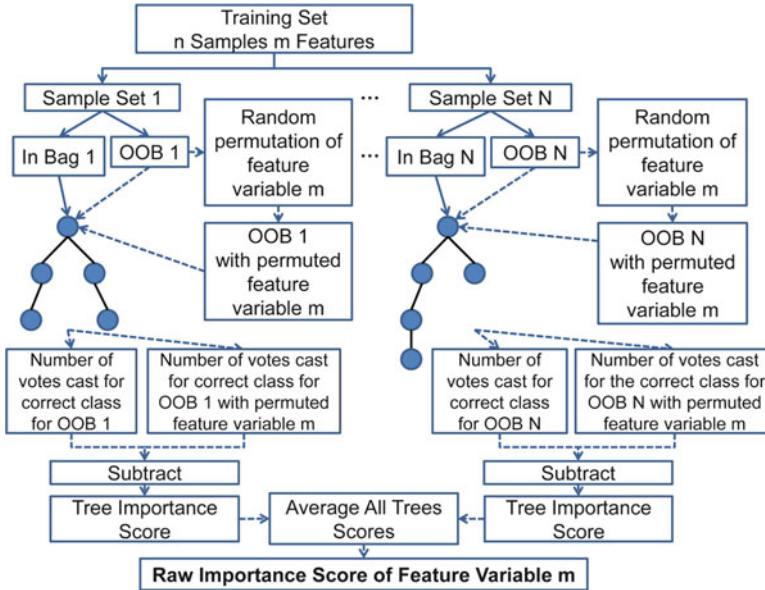 Training Set
n Samples m Features
Sample Set 1
...
Sample Set N
In Bag 1
OOB 1
Random
permutation of
feature
variable m
...
In Bag N
OOB N
Random
permutation of
feature
variable m
OOB 1
with permuted
feature
variable m
OOB N
with permuted
feature
variable m
Number of
votes cast for
correct class
for OOB 1
Number of votes cast
for correct class for
OOB 1 with permuted
feature variable m
Number of
votes cast for
correct class
for OOB N
Number of votes cast
for the correct class for
OOB N with permuted
feature variable m
Subtract
Subtract
Tree Importance
Score
Average All Trees
Scores
Tree Importance
Score
Raw Importance Score of Feature Variable m